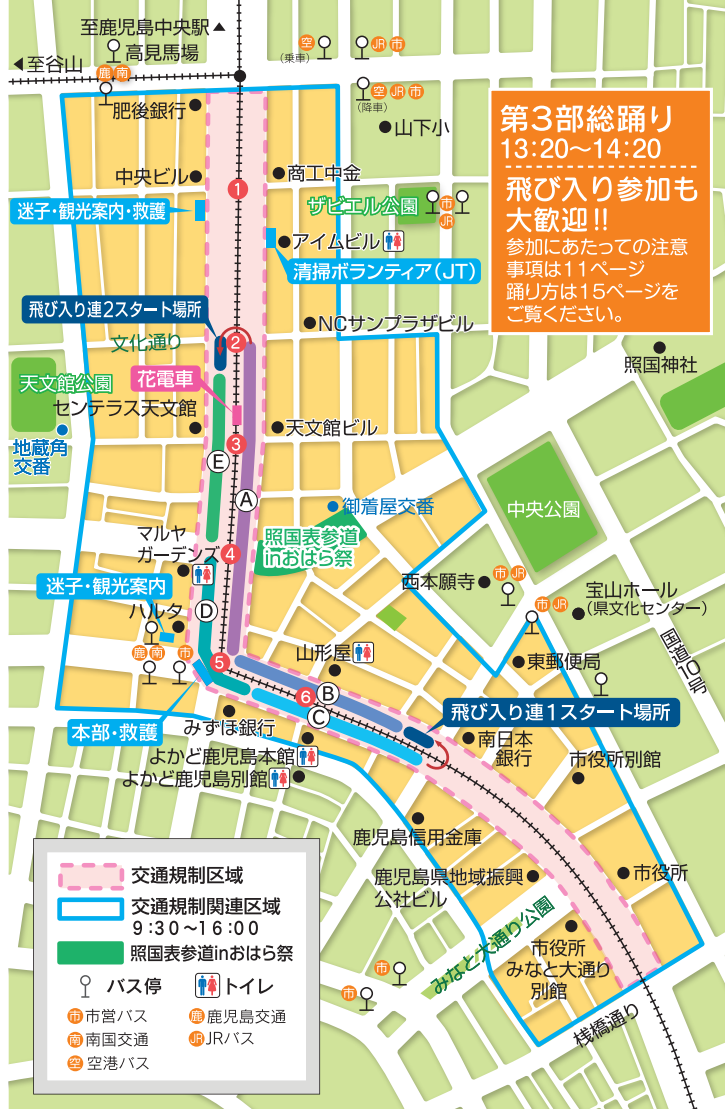 至鹿児島中央駅▲
高見馬場
◀至谷山
鹿 南
空
(乗車)
JR 市
空 JR 市
(降車)
肥後銀行
山下小
第3部総踊り
13:20〜14:20
飛び入り参加も
大歓迎!!
参加にあたっての注意
事項は11ページ
踊り方は15ページを
ご覧ください。
中央ビル
商工中金
1
迷子・観光案内・救護
ザビエル公園
市
JR
アイムビル
清掃ボランティア(JT)
飛び入り連2スタート場所
NCサンプラザビル
文化通り
2
照国神社
天文館公園
花電車
センテラス天文館
天文館ビル
地蔵角
交番
3
E
A
御着屋交番
中央公園
マルヤ
ガーデンズ
4
照国表参道
inおはら祭
迷子・観光案内
西本願寺
市 JR
宝山ホール
(県文化センター)
市 JR
ハルタ
D
国道10号
鹿 南 市
5
山形屋
東郵便局
6
B
C
飛び入り連1スタート場所
本部・救護
みずほ銀行
南日本
銀行
よかど鹿児島本館
よかど鹿児島別館
市役所別館
鹿児島信用金庫
鹿児島県地域振興
公社ビル
市役所
みなと大通り公園
市役所
みなと大通り
別館
市
市
桟橋通り
交通規制区域
交通規制関連区域
9:30〜16:00
照国表参道inおはら祭
バス停
トイレ
市 市営バス
鹿 鹿児島交通
南 南国交通
JR JRバス
空 空港バス